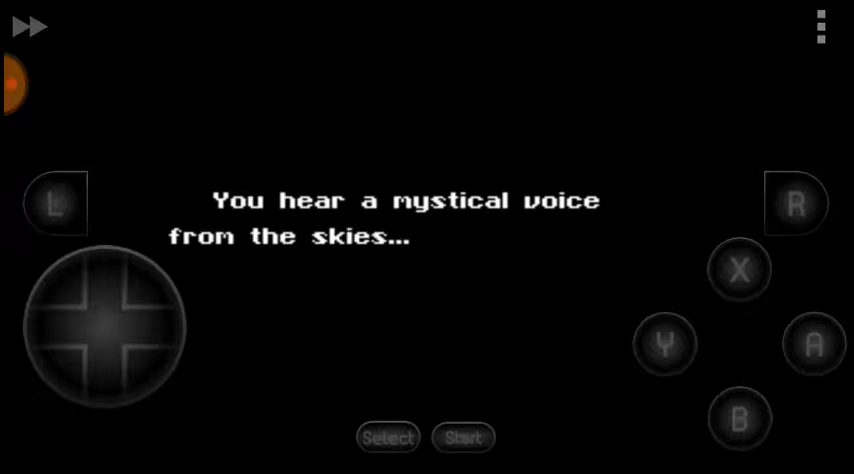 You hear a mystical voice
from the skies...
L
R
X
Y
A
B
Select
Start